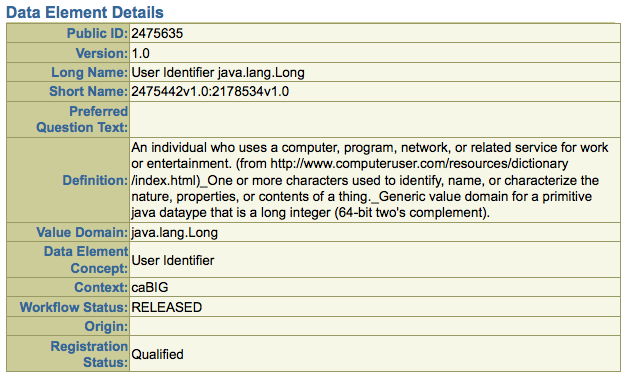 Data Element Details
Public ID: 2475635
Version: 1.0
Long Name: User Identifier java.lang.Long
Short Name: 2475442v1.0:2178534v1.0
Preferred
Question Text:
An individual who uses a computer, program, network, or related service for work
or entertainment. (from http://www.computeruser.com/resources/dictionary
Definition: /index.html)_One or more characters used to identify, name, or characterize the
nature, properties, or contents of a thing._Generic value domain for a primitive
java dataype that is a long integer (64-bit two's complement).
Value Domain: java.lang.Long
Data Element
Concept: User Identifier
Context: caBIG
Workflow Status: RELEASED
Origin:
Registration
Status: Qualified